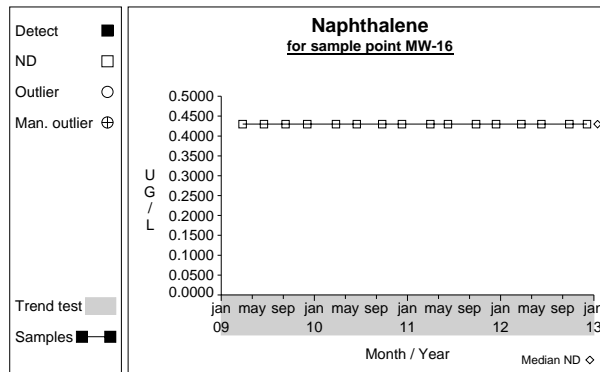 Detect
ND
Outlier
Man. outlier
Trend test
Samples
Naphthalene
for sample point MW-16
U
G
/
L
0.5000
0.4500
0.4000
0.3500
0.3000
0.2500
0.2000
0.1500
0.1000
0.0500
0.0000
jan may sep jan may sep jan may sep jan may sep jan
09 10 11 12 13
Month / Year
Median ND